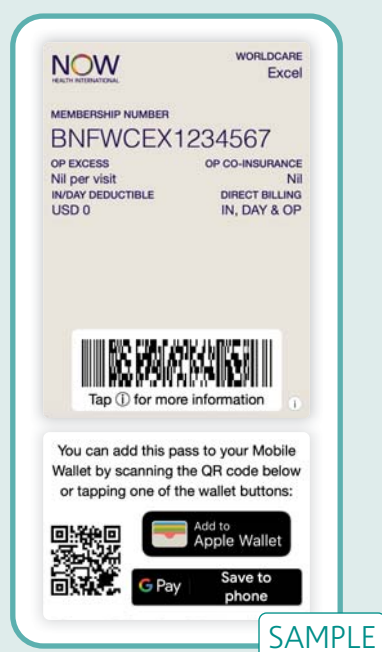 NOW
HEALTH INTERNATIONAL
WORLDCARE
Excel
MEMBERSHIP NUMBER
BNFWCEX1234567
OP EXCESS
Nil per visit
OP CO-INSURANCE
Nil
IN/DAY DEDUCTIBLE
USD 0
DIRECT BILLING
IN, DAY & OP
Tap ⓘ for more information
You can add this pass to your Mobile
Wallet by scanning the QR code below
or tapping one of the wallet buttons:
Add to
Apple Wallet
G Pay
Save to
phone
SAMPLE